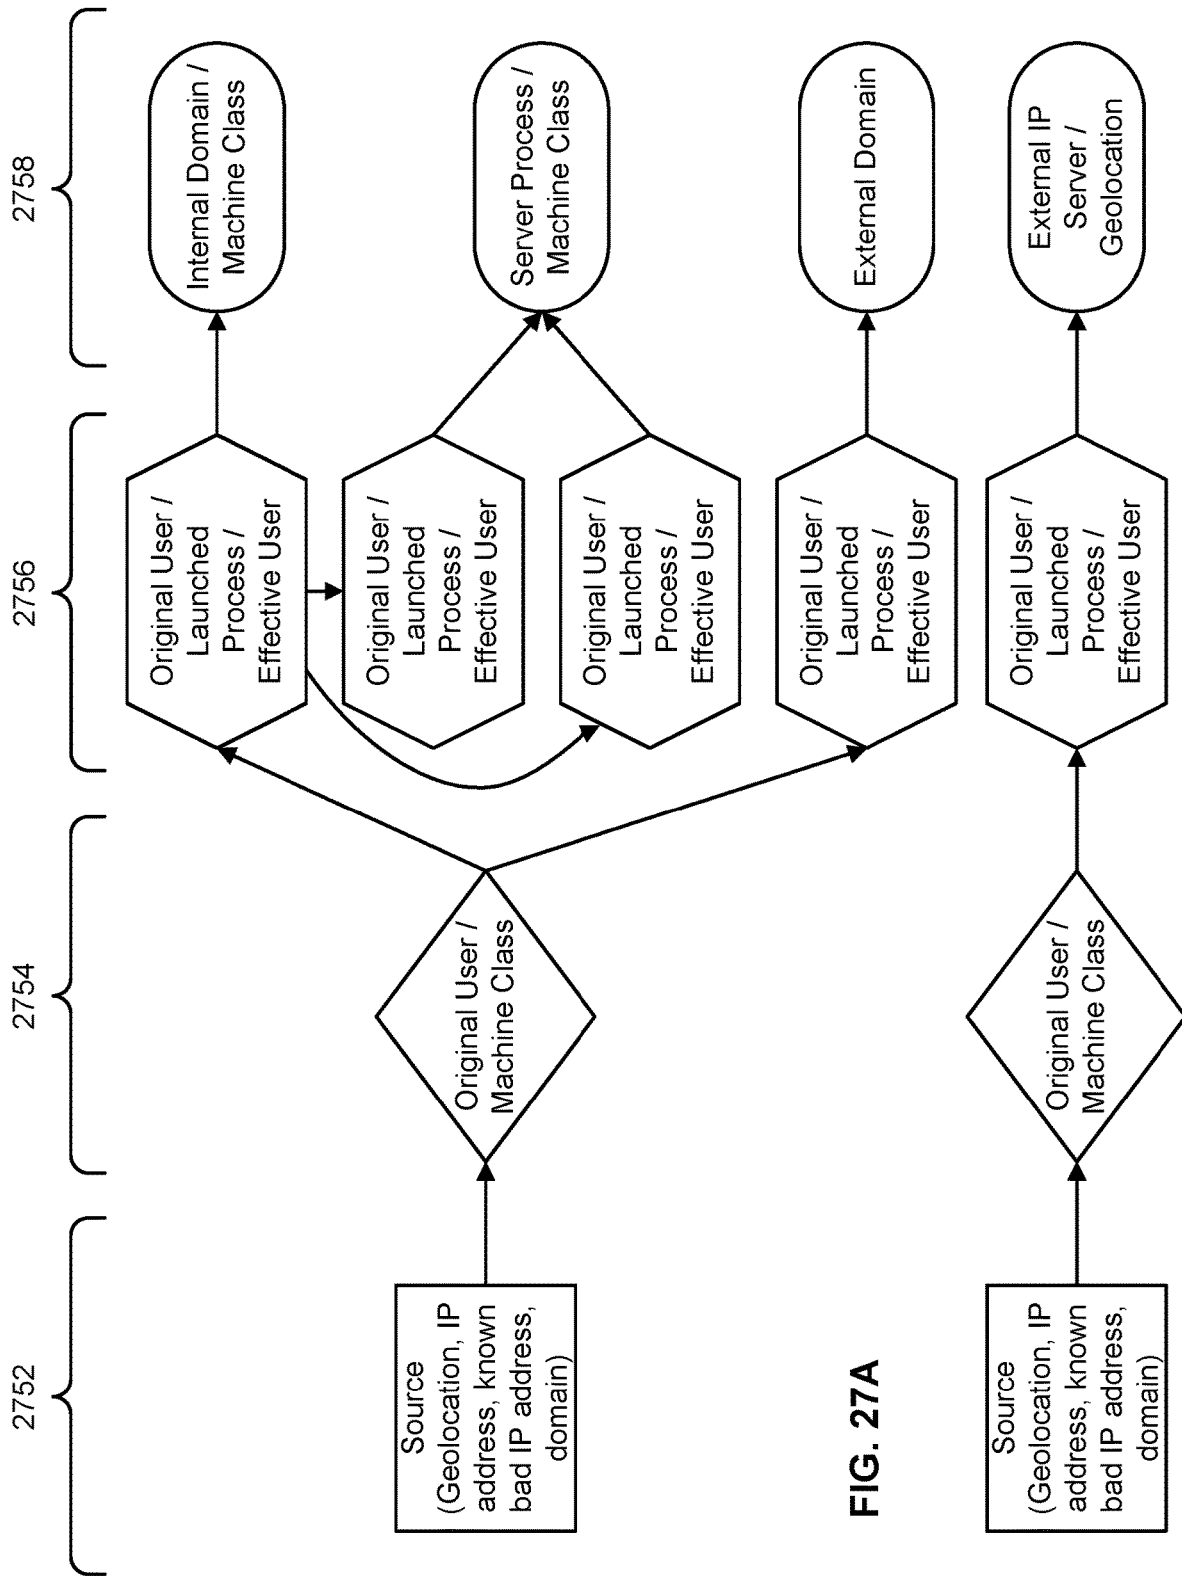 2752
2754
2756
2758
Source
(Geolocation, IP
address, known
bad IP address,
domain)
Original User /
Machine Class
Original User /
Launched
Process /
Effective User
Internal Domain /
Machine Class
Original User /
Launched
Process /
Effective User
Original User /
Launched
Process /
Effective User
Server Process /
Machine Class
Original User /
Launched
Process /
Effective User
External Domain
Source
(Geolocation, IP
address, known
bad IP address,
domain)
Original User /
Machine Class
Original User /
Launched
Process /
Effective User
External IP
Server /
Geolocation
FIG. 27A